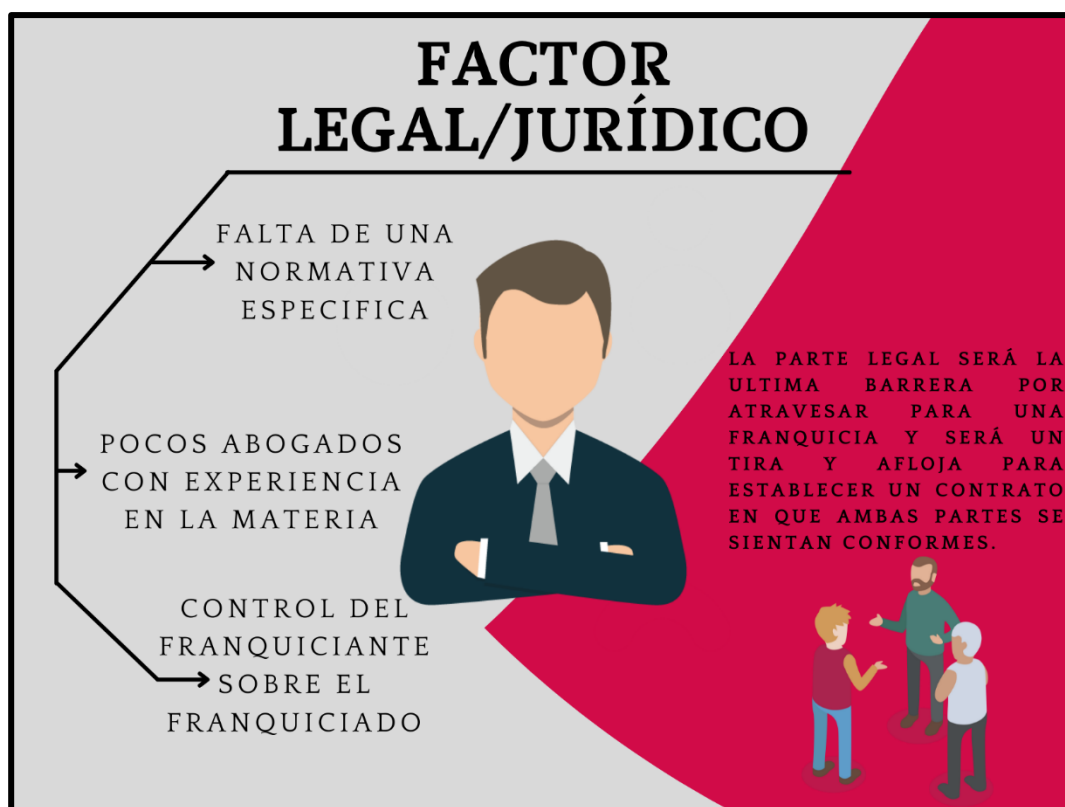 FACTOR
LEGAL/JURÍDICO
FALTA DE UNA
NORMATIVA
ESPECIFICA
POCOS ABOGADOS
CON EXPERIENCIA
EN LA MATERIA
CONTROL DEL
FRANQUICIANTE
SOBRE EL
FRANQUICIADO
LA PARTE LEGAL SERÁ LA
ULTIMA BARRERA POR
ATRAVESAR PARA UNA
FRANQUICIA Y SERÁ UN
TIRA Y AFLOJA PARA
ESTABLECER UN CONTRATO
EN QUE AMBAS PARTES SE
SIENTAN CONFORMES.